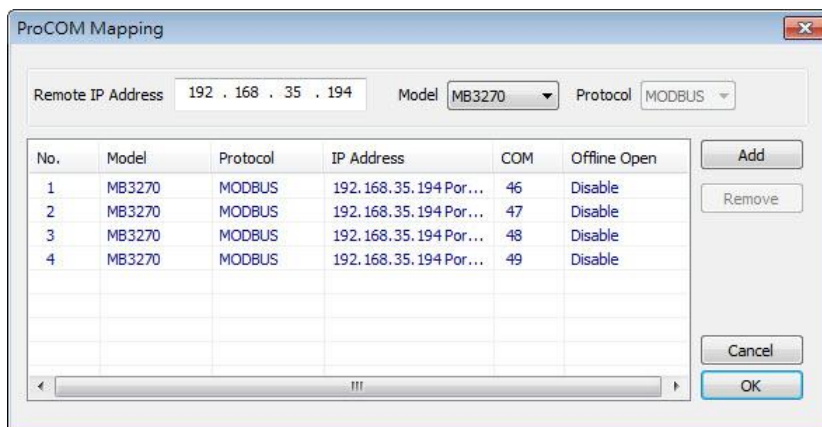 ProCOM Mapping
Remote IP Address 192 . 168 . 35 . 194 Model MB3270 Protocol MODBUS
No. Model Protocol IP Address COM Offline Open
1 MB3270 MODBUS 192.168.35.194 Por... 46 Disable
2 MB3270 MODBUS 192.168.35.194 Por... 47 Disable
3 MB3270 MODBUS 192.168.35.194 Por... 48 Disable
4 MB3270 MODBUS 192.168.35.194 Por... 49 Disable
Add
Remove
Cancel
OK